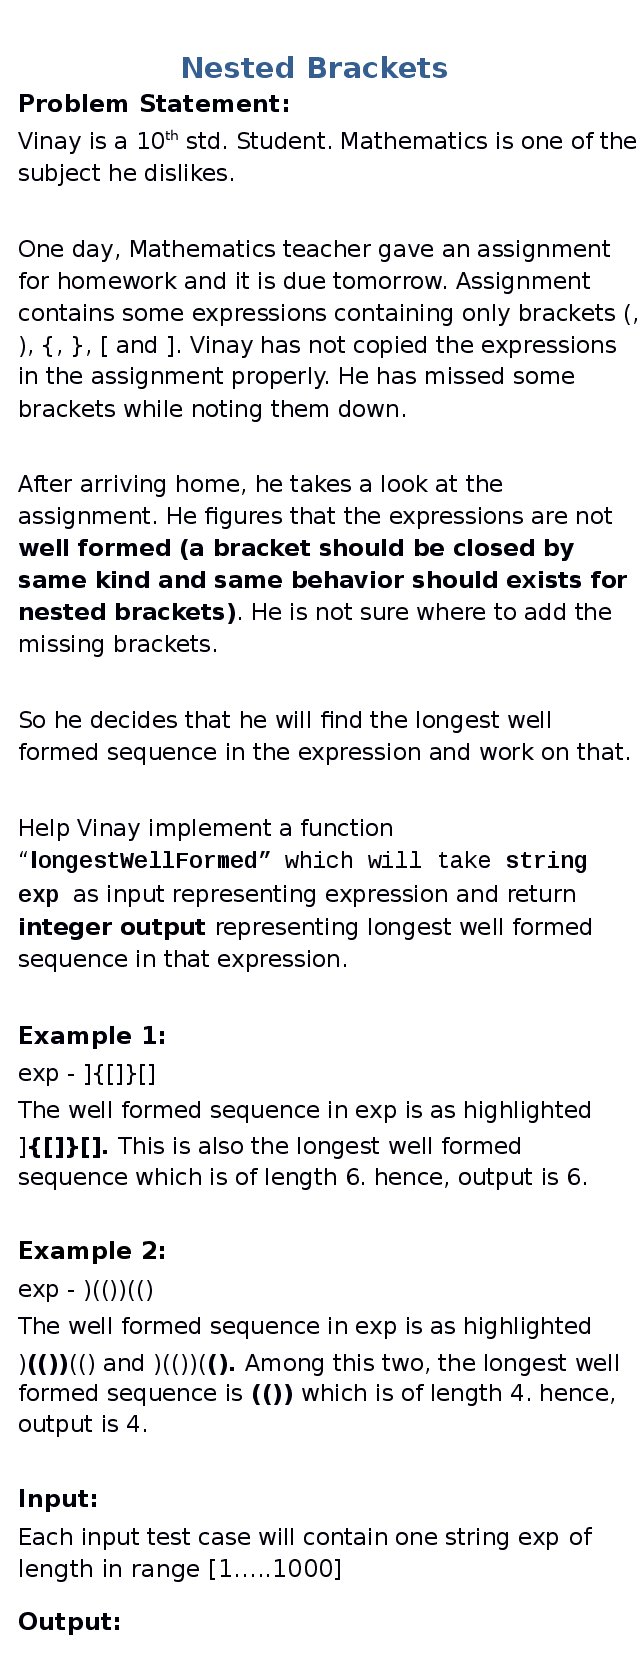 Nested Brackets
Problem Statement:
Vinay is a 10th std. Student. Mathematics is one of the
subject he dislikes.
One day, Mathematics teacher gave an assignment
for homework and it is due tomorrow. Assignment
contains some expressions containing only brackets (,
), {, }, [ and ]. Vinay has not copied the expressions
in the assignment properly. He has missed some
brackets while noting them down.
After arriving home, he takes a look at the
assignment. He figures that the expressions are not
well formed (a bracket should be closed by
same kind and same behavior should exists for
nested brackets). He is not sure where to add the
missing brackets.
So he decides that he will find the longest well
formed sequence in the expression and work on that.
Help Vinay implement a function
“longestWellFormed” which will take string
exp as input representing expression and return
integer output representing longest well formed
sequence in that expression.
Example 1:
exp - ]{[]}[]
The well formed sequence in exp is as highlighted
]{[]}[]. This is also the longest well formed
sequence which is of length 6. hence, output is 6.
Example 2:
exp - )(())(()
The well formed sequence in exp is as highlighted
)(())(() and )(())((). Among this two, the longest well
formed sequence is (()) which is of length 4. hence,
output is 4.
Input:
Each input test case will contain one string exp of
length in range [1.....1000]
Output: